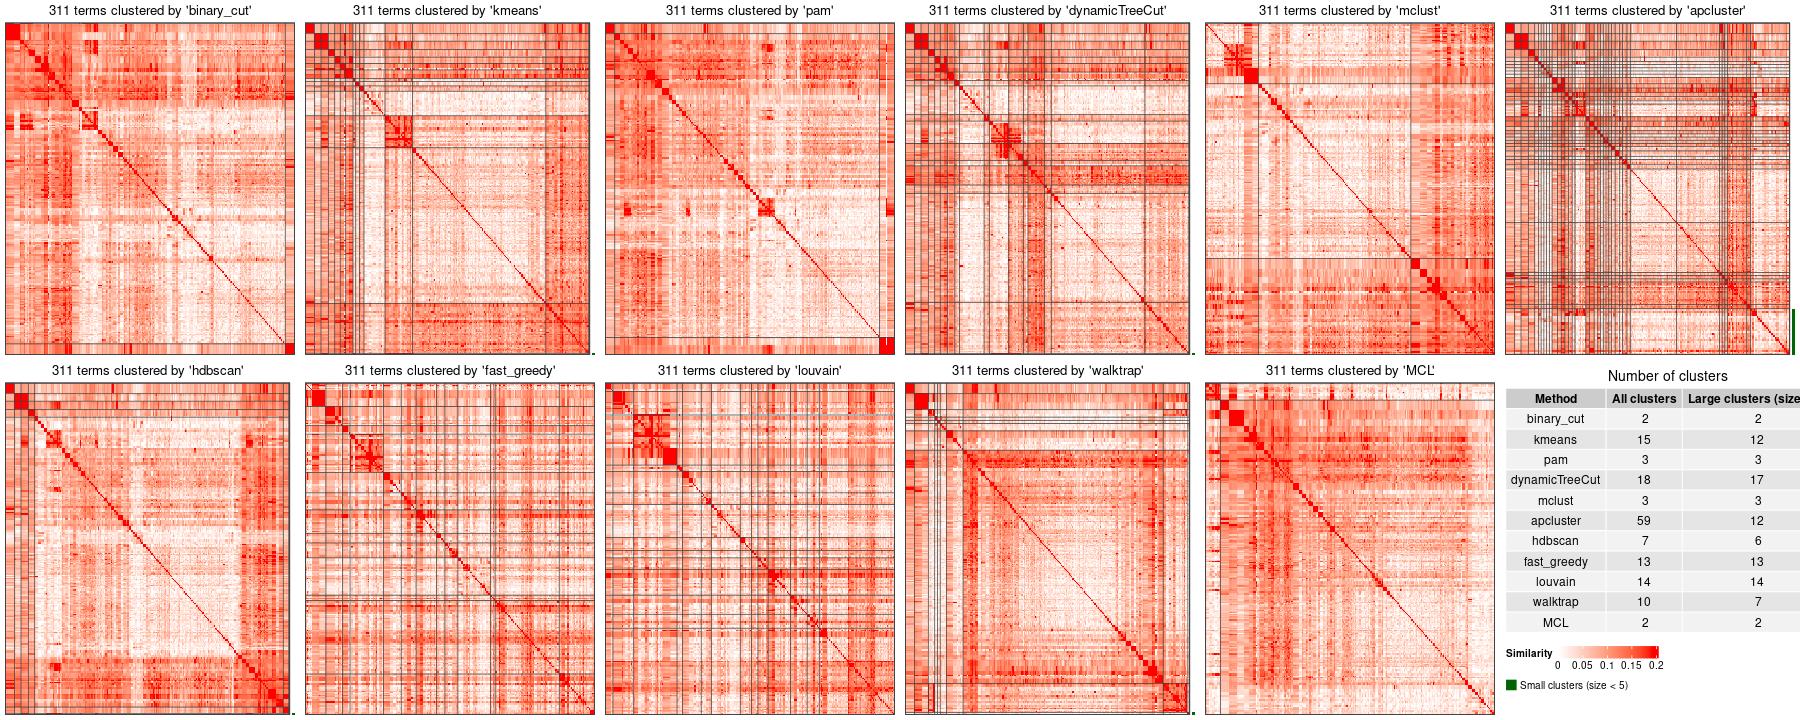 311 terms clustered by 'binary_cut'
311 terms clustered by 'kmeans'
311 terms clustered by 'pam'
311 terms clustered by 'dynamicTreeCut'
311 terms clustered by 'mclust'
311 terms clustered by 'apcluster'
311 terms clustered by 'hdbscan'
311 terms clustered by 'fast_greedy'
311 terms clustered by 'louvain'
311 terms clustered by 'walktrap'
311 terms clustered by 'MCL'
Number of clusters
Method All clusters Large clusters (size
binary_cut 2 2
kmeans 15 12
pam 3 3
dynamicTreeCut 18 17
mclust 3 3
apcluster 59 12
hdbscan 7 6
fast_greedy 13 13
louvain 14 14
walktrap 10 7
MCL 2 2
Similarity
0 0.05 0.1 0.15 0.2
Small clusters (size < 5)